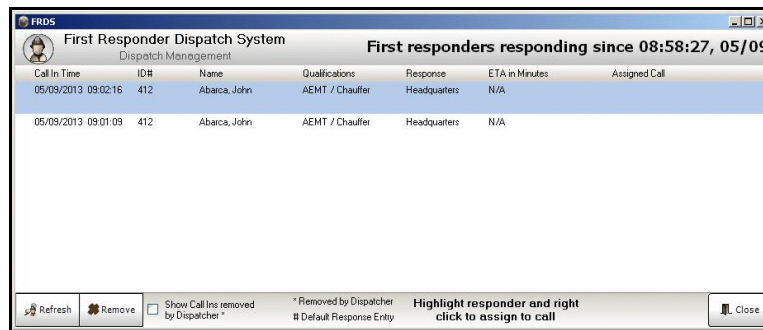 FRDS
First Responder Dispatch System
Dispatch Management
First responders responding since 08:58:27, 05/09
Call In Time ID# Name Qualifications Response ETA in Minutes Assigned Call
05/09/2013 09:02:16 412 Abarca, John AEMT / Chauffer Headquarters N/A
05/09/2013 09:01:09 412 Abarca, John AEMT / Chauffer Headquarters N/A
Refresh
Remove
Show Call Ins removed
by Dispatcher *
* Removed by Dispatcher
# Default Response Entry
Highlight responder and right
click to assign to call
Close